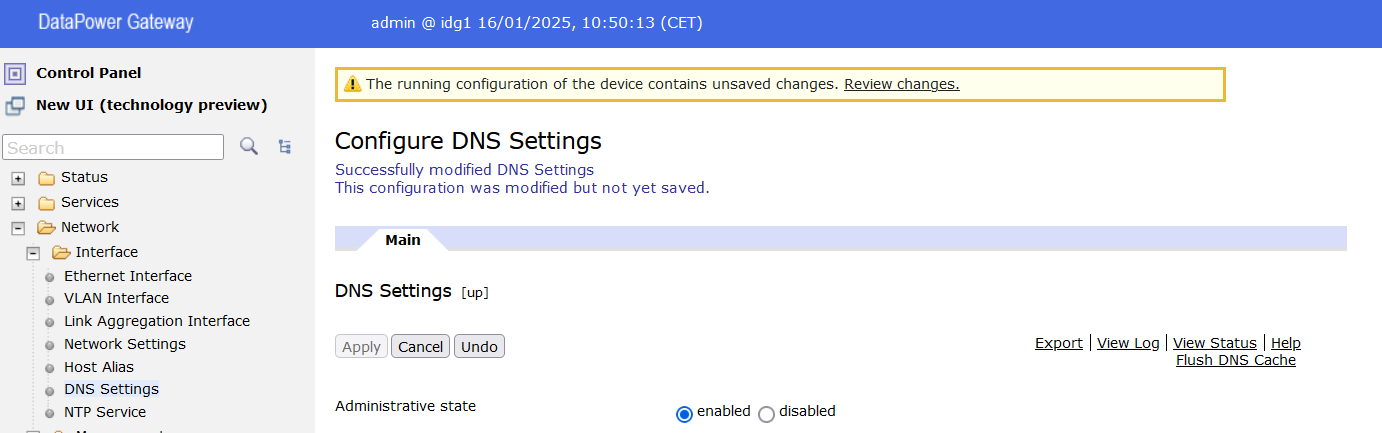 DataPower Gateway
admin @ idg1 16/01/2025, 10:50:13 (CET)
Control Panel
New UI (technology preview)
Search
Status
Services
Network
Interface
Ethernet Interface
VLAN Interface
Link Aggregation Interface
Network Settings
Host Alias
DNS Settings
NTP Service
The running configuration of the device contains unsaved changes. Review changes.
Configure DNS Settings
Successfully modified DNS Settings
This configuration was modified but not yet saved.
Main
DNS Settings [up]
Apply Cancel Undo
Export | View Log | View Status | Help
Flush DNS Cache
Administrative state
enabled disabled